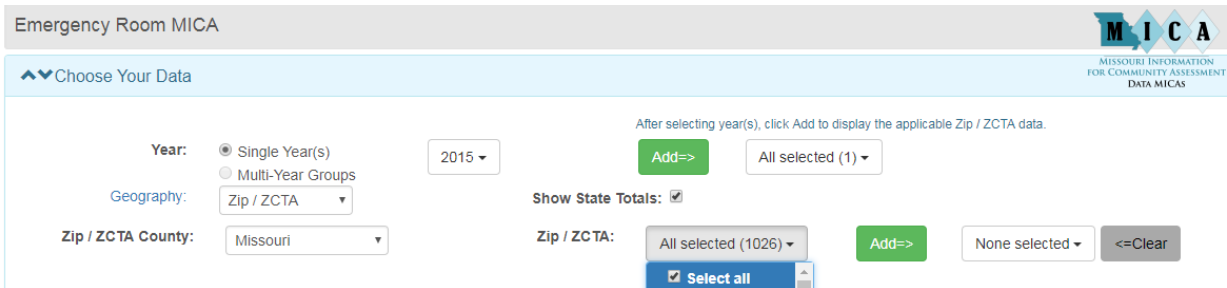 Emergency Room MICA
M I C A
MISSOURI INFORMATION
FOR COMMUNITY ASSESSMENT
DATA MICAS
Choose Your Data
After selecting year(s), click Add to display the applicable Zip / ZCTA data.
Year: Single Year(s) 2015 Add=> All selected (1)
Multi-Year Groups
Geography: Zip / ZCTA Show State Totals:
Zip / ZCTA County: Missouri Zip / ZCTA: All selected (1026) Add=> None selected <=Clear
Select all